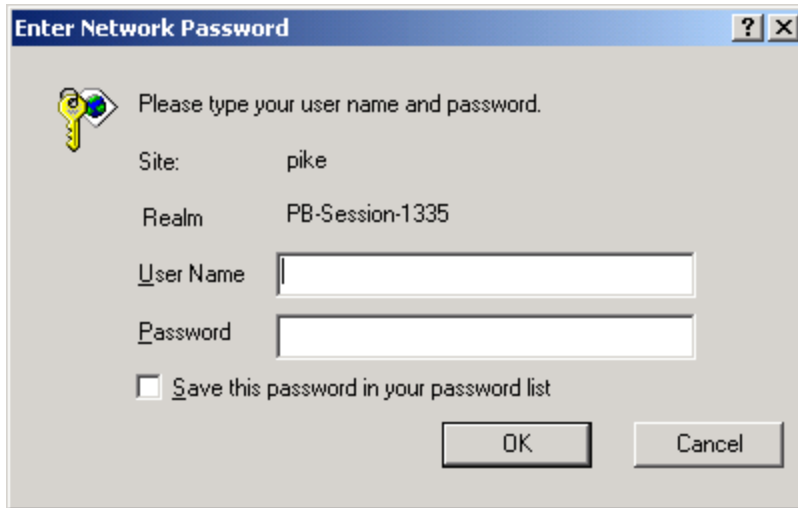 Enter Network Password
Please type your user name and password.
Site: pike
Realm PB-Session-1335
User Name
Password
Save this password in your password list
OK Cancel